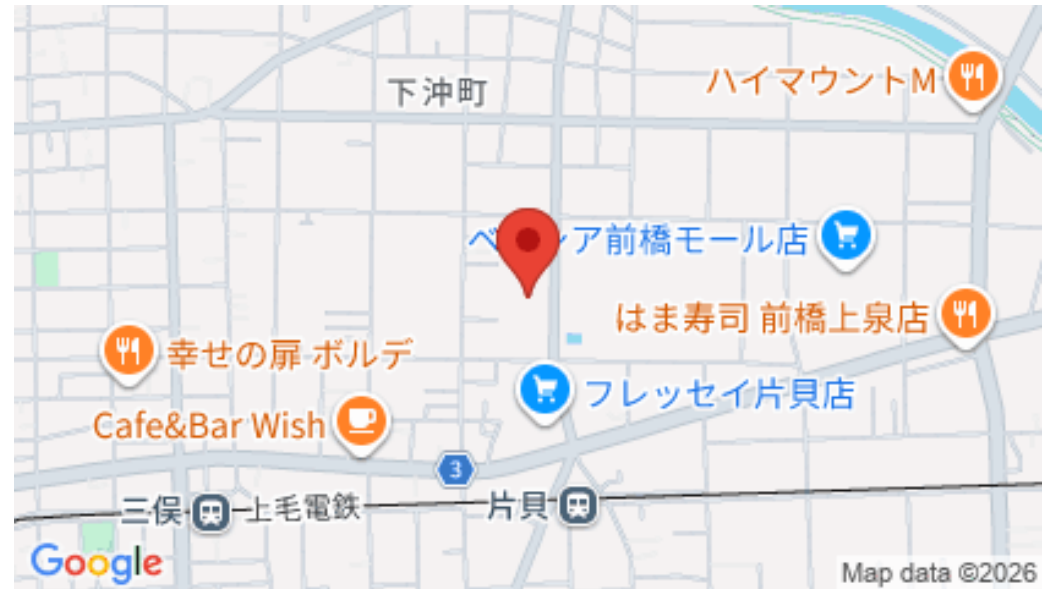 下沖町
ハイマウントM
ベ シア前橋モール店
はま寿司 前橋上泉店
幸せの扉 ボルデ
フレッセイ片貝店
Cafe&Bar Wish
3
三俣
上毛電鉄
片貝
Google
Map data ©2026